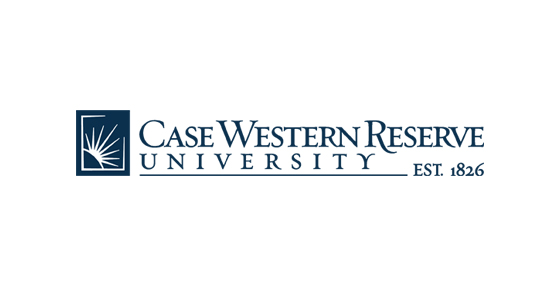 CASE WESTERN RESERVE
UNIVERSITY
EST. 1826